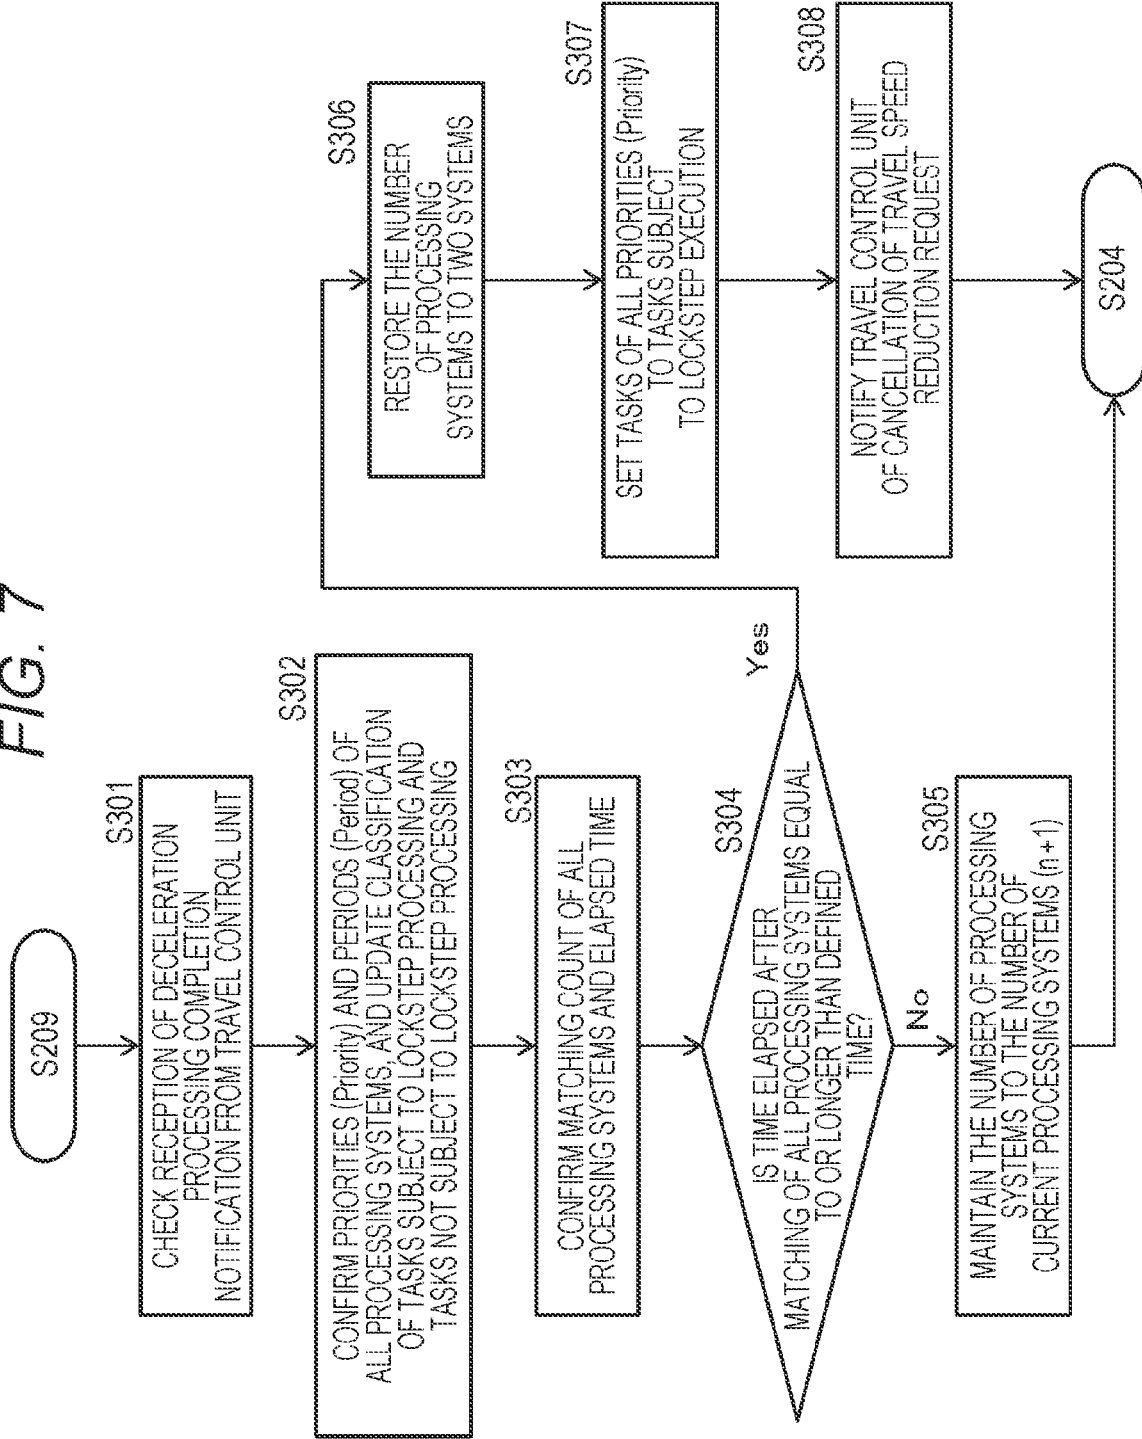 FIG. 7
S209
S301
CHECK RECEPTION OF DECELERATION
PROCESSING COMPLETION
NOTIFICATION FROM TRAVEL CONTROL UNIT
S302
CONFIRM PRIORITIES (Priority) AND PERIODS (Period) OF
ALL PROCESSING SYSTEMS, AND UPDATE CLASSIFICATION
OF TASKS SUBJECT TO LOCKSTEP PROCESSING AND
TASKS NOT SUBJECT TO LOCKSTEP PROCESSING
S303
CONFIRM MATCHING COUNT OF ALL
PROCESSING SYSTEMS AND ELAPSED TIME
S304
IS TIME ELAPSED AFTER
MATCHING OF ALL PROCESSING SYSTEMS EQUAL
TO OR LONGER THAN DEFINED
TIME?
Yes
No
S305
MAINTAIN THE NUMBER OF PROCESSING
SYSTEMS TO THE NUMBER OF
CURRENT PROCESSING SYSTEMS (n+1)
S306
RESTORE THE NUMBER
OF PROCESSING
SYSTEMS TO TWO SYSTEMS
S307
SET TASKS OF ALL PRIORITIES (Priority)
TO TASKS SUBJECT
TO LOCKSTEP EXECUTION
S308
NOTIFY TRAVEL CONTROL UNIT
OF CANCELLATION OF TRAVEL SPEED
REDUCTION REQUEST
S204